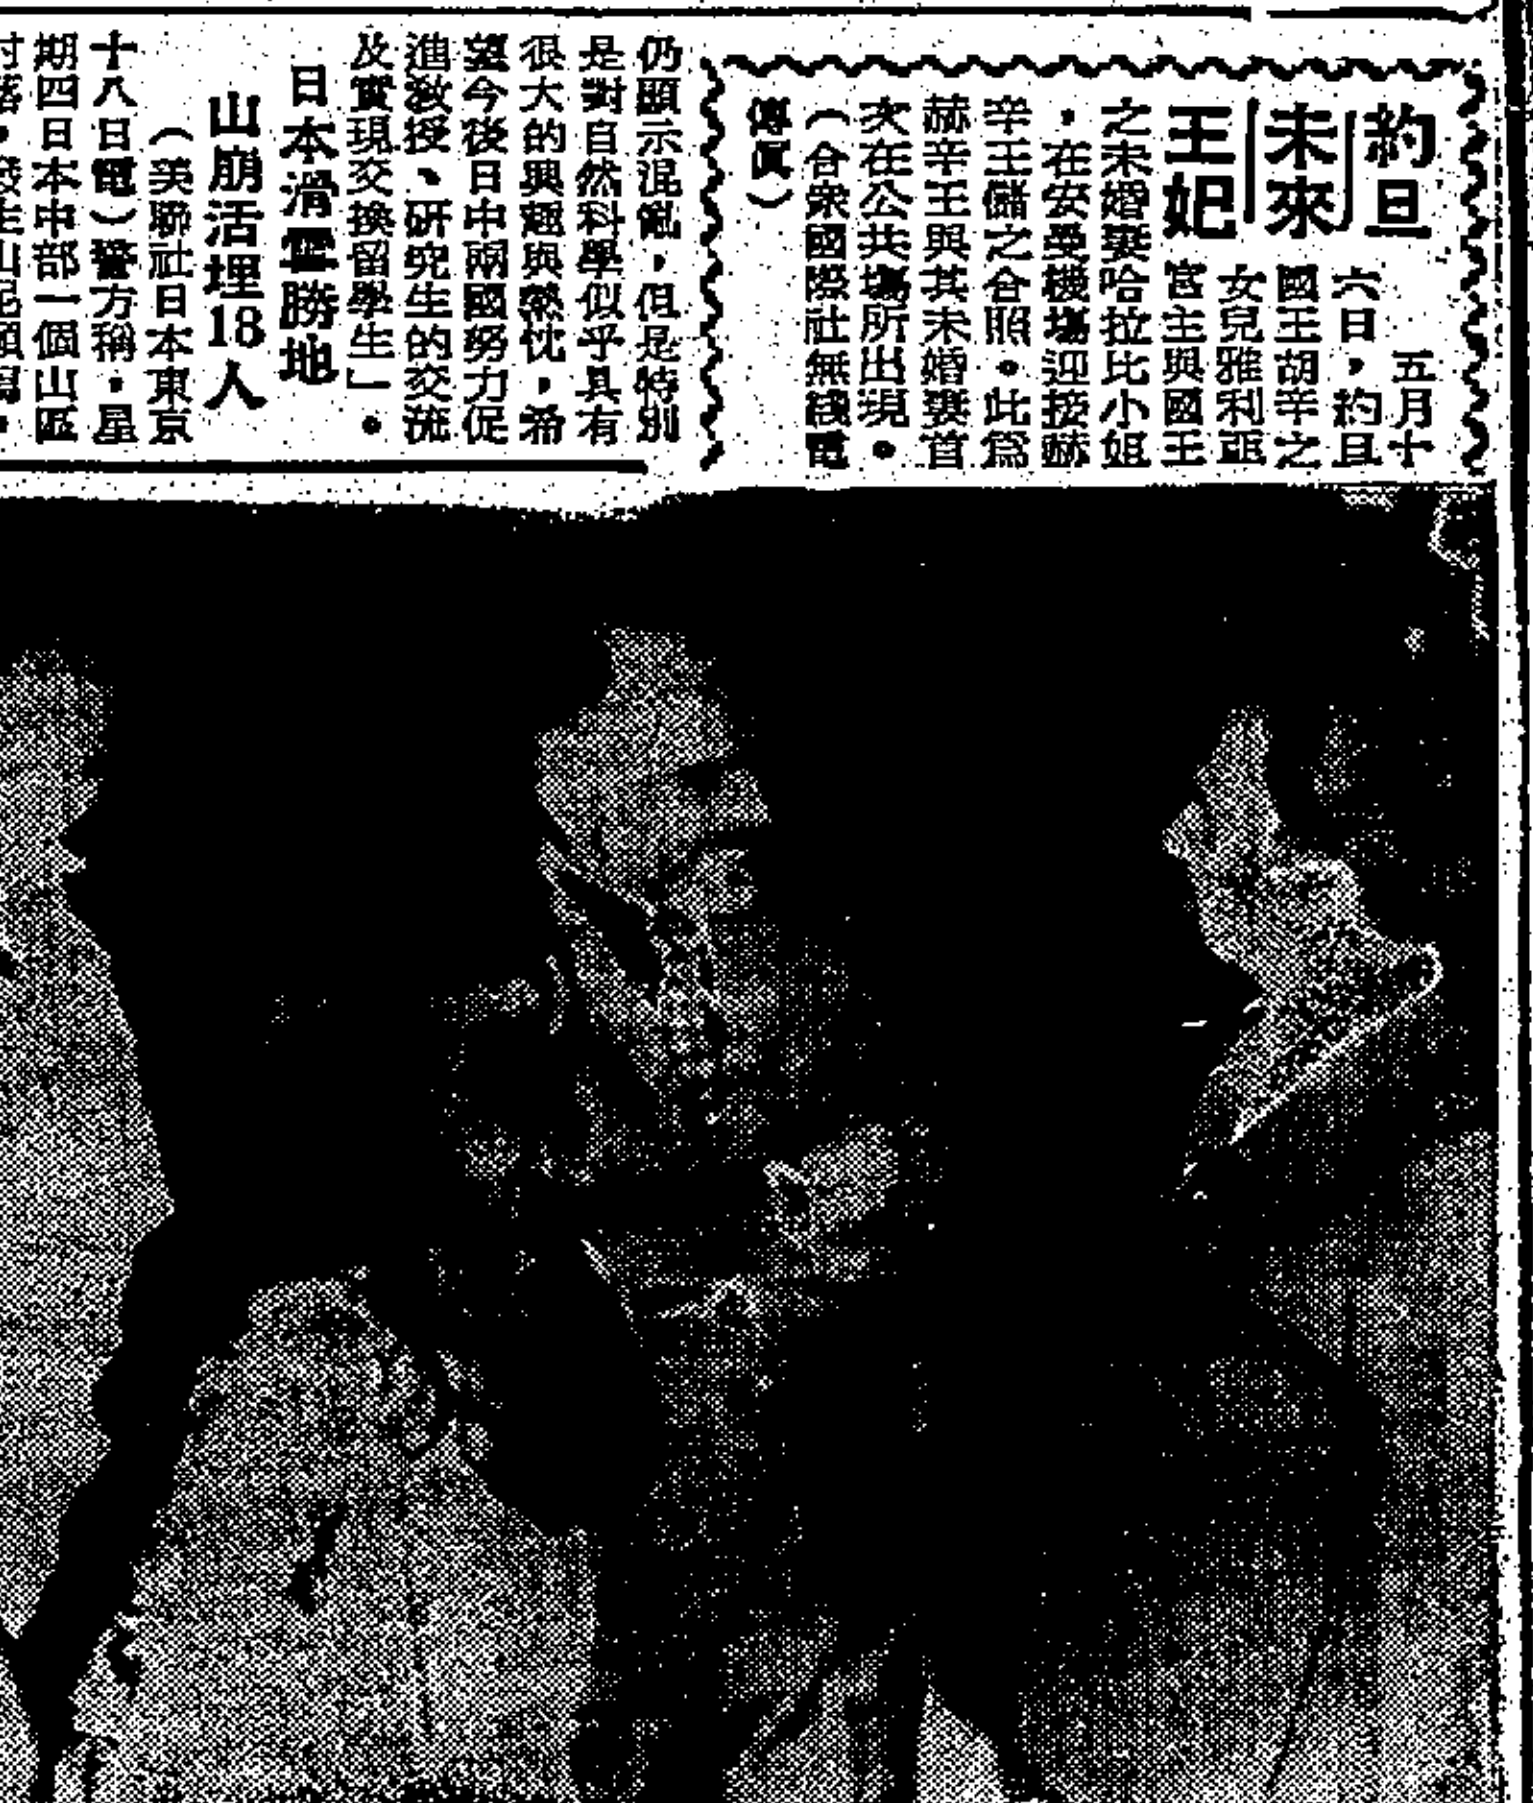 約旦
未來
王妃
五月十
六日，約旦
國王胡辛之
女兒雅利亞
宮主與國王
之未婚妻哈拉比小姐
，在安曼機場迎接赫
辛王儲之合照。此為
赫辛王與其未婚妻首
次在公共場所出現。
（合衆國際社無綫電
傳眞）
仍顯示混亂，但是特別
是對自然科學似乎具有
很大的興趣與熱忱，希
望今後日中兩國努力促
進教授、研究生的交流
及實現交換留學生」。
日本滑雪勝地
山崩活埋18人
（美聯社日本東京
十八日電）警方稱，星
期四日本中部一個山區